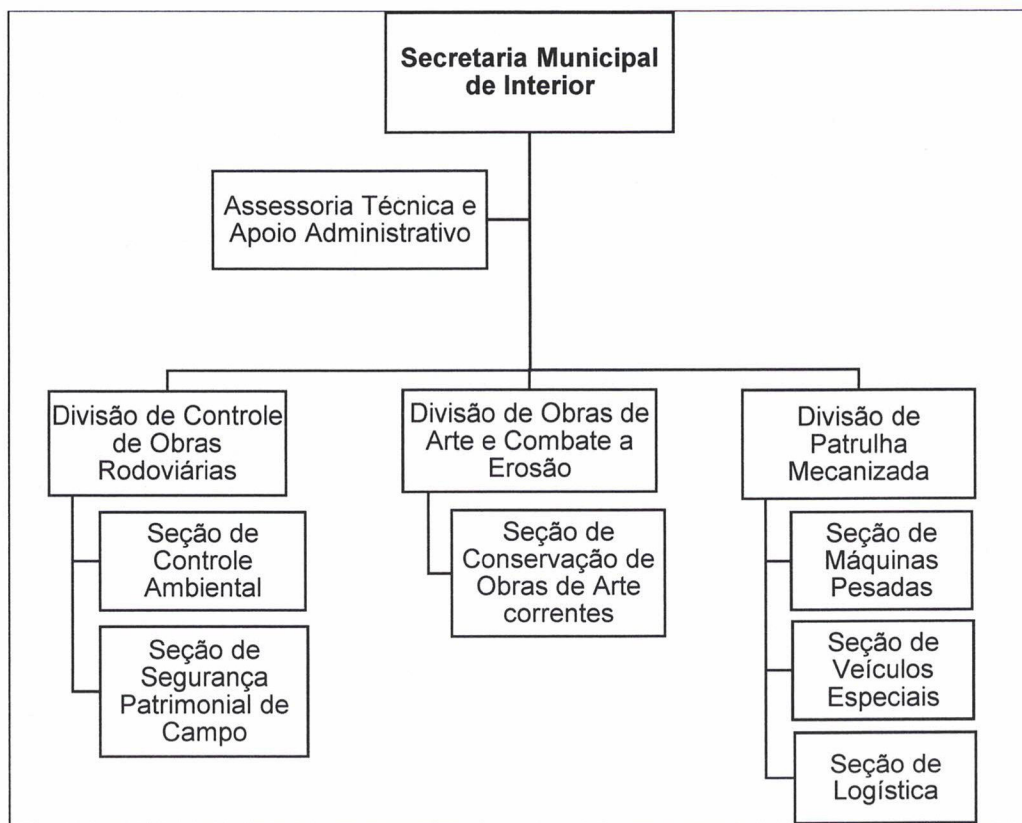 Secretaria Municipal
de Interior
Assessoria Técnica e
Apoio Administrativo
Divisão de Controle
de Obras
Rodoviárias
Seção de
Controle
Ambiental
Seção de
Segurança
Patrimonial de
Campo
Divisão de Obras de
Arte e Combate a
Erosão
Seção de
Conservação de
Obras de Arte
correntes
Divisão de
Patrulha
Mecanizada
Seção de
Máquinas
Pesadas
Seção de
Veículos
Especiais
Seção de
Logística